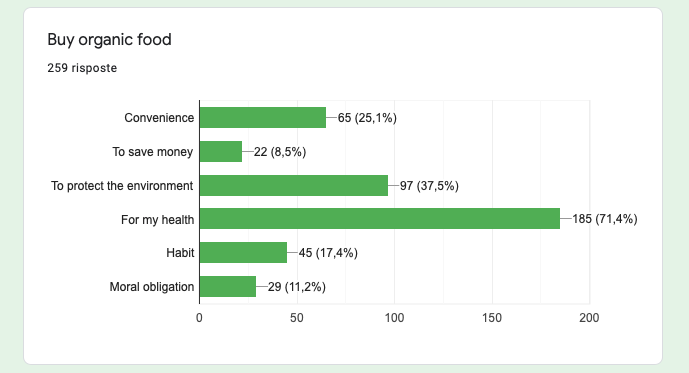 Buy organic food
259 risposte
Convenience 65 (25,1%)
To save money 22 (8,5%)
To protect the environment 97 (37,5%)
For my health 185 (71,4%)
Habit 45 (17,4%)
Moral obligation 29 (11,2%)
0 50 100 150 200